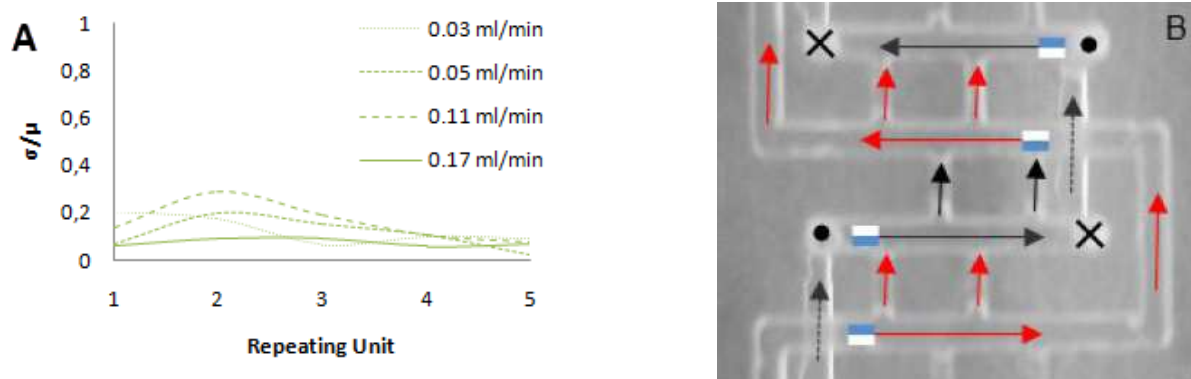 A
1
0,8
0,6
0,4
0,2
0
σ/μ
0.03 ml/min
0.05 ml/min
0.11 ml/min
0.17 ml/min
1 2 3 4 5
Repeating Unit
B